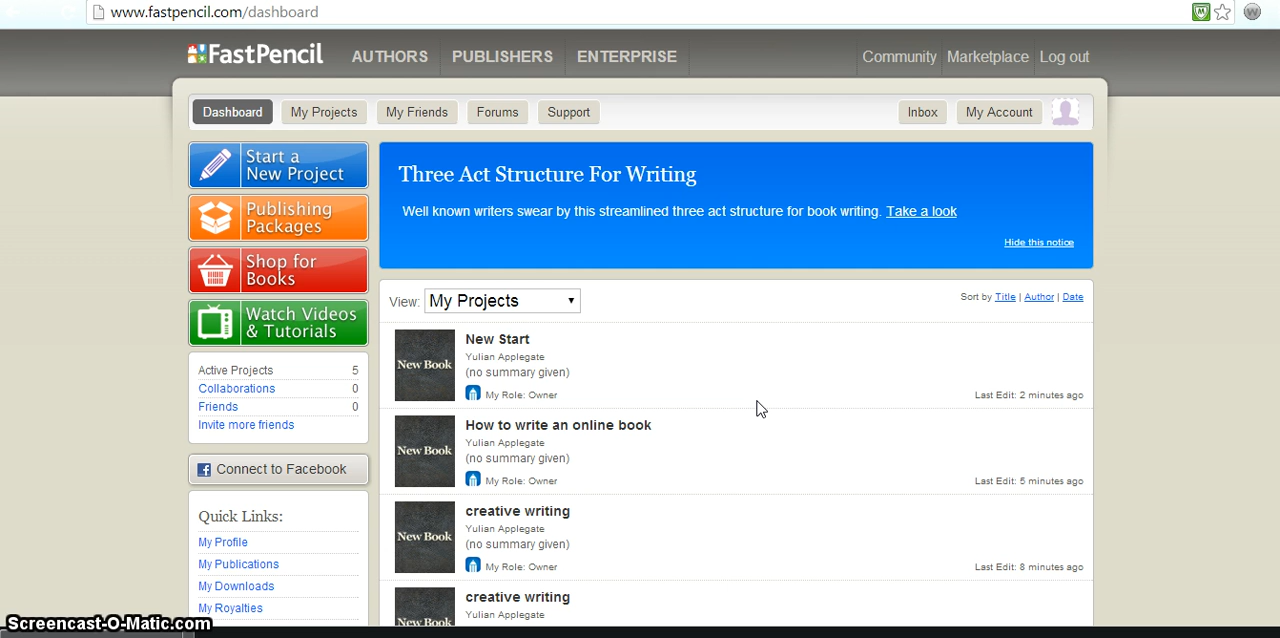 www.fastpencil.com/dashboard
FastPencil AUTHORS PUBLISHERS ENTERPRISE Community Marketplace Log out
Dashboard My Projects My Friends Forums Support Inbox My Account
Start a
New Project
Publishing
Packages
Shop for
Books
Watch Videos
& Tutorials
Active Projects 5
Collaborations 0
Friends 0
Invite more friends
Connect to Facebook
Quick Links:
My Profile
My Publications
My Downloads
My Royalties
Three Act Structure For Writing
Well known writers swear by this streamlined three act structure for book writing. Take a look
Hide this notice
View: My Projects Sort by Title | Author | Date
New Book
New Start
Yulian Applegate
(no summary given)
My Role: Owner Last Edit: 2 minutes ago
New Book
How to write an online book
Yulian Applegate
(no summary given)
My Role: Owner Last Edit: 5 minutes ago
New Book
creative writing
Yulian Applegate
(no summary given)
My Role: Owner Last Edit: 8 minutes ago
New Book
creative writing
Yulian Applegate
Screencast-O-Matic.com